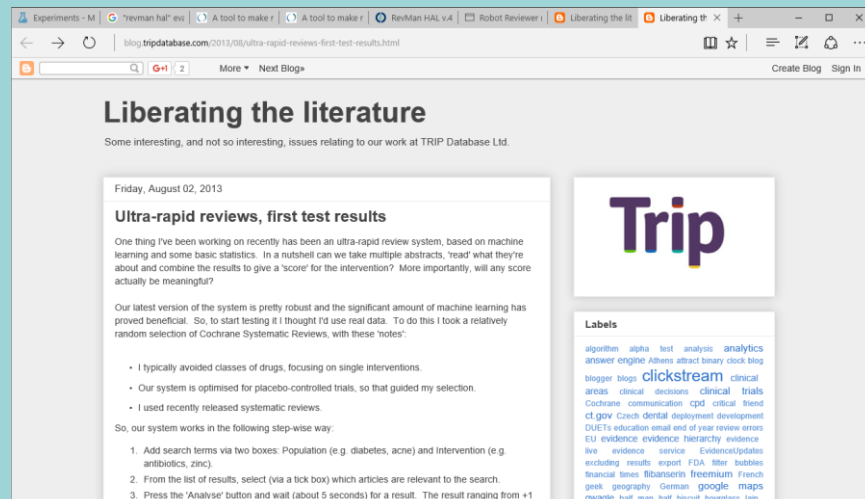 Experiments - M
"revman hal" eva
A tool to make r
A tool to make r
RevMan HAL v.4
Robot Reviewer
Liberating the lit
Liberating th
blog.tripdatabase.com/2013/08/ultra-rapid-reviews-first-test-results.html
G+1 2 More Next Blog» Create Blog Sign In
Liberating the literature
Some interesting, and not so interesting, issues relating to our work at TRIP Database Ltd.
Friday, August 02, 2013
Ultra-rapid reviews, first test results
One thing I've been working on recently has been an ultra-rapid review system, based on machine
learning and some basic statistics. In a nutshell can we take multiple abstracts, 'read' what they're
about and combine the results to give a 'score' for the intervention? More importantly, will any score
actually be meaningful?
Our latest version of the system is pretty robust and the significant amount of machine learning has
proved beneficial. So, to start testing it I thought I'd use real data. To do this I took a relatively
random selection of Cochrane Systematic Reviews, with these 'notes':
• I typically avoided classes of drugs, focusing on single interventions.
• Our system is optimised for placebo-controlled trials, so that guided my selection.
• I used recently released systematic reviews.
So, our system works in the following step-wise way:
1. Add search terms via two boxes: Population (e.g. diabetes, acne) and Intervention (e.g.
antibiotics, zinc).
2. From the list of results, select (via a tick box) which articles are relevant to the search.
3. Press the 'Analyse' button and wait (about 5 seconds) for a result. The result ranging from +1
Trip
Labels
algorithm alpha test analysis analytics
answer engine Athens attract binary clock blog
blogger blogs clickstream clinical
areas clinical decisions clinical trials
Cochrane communication cpd critical friend
ct.gov Czech dental deployment development
DUETs education email end of year review errors
EU evidence evidence hierarchy evidence
live evidence service EvidenceUpdates
excluding results export FDA filter bubbles
financial times flibanserin freemium French
geek geography German google maps
gwagle half man half biscuit hourglass Iain